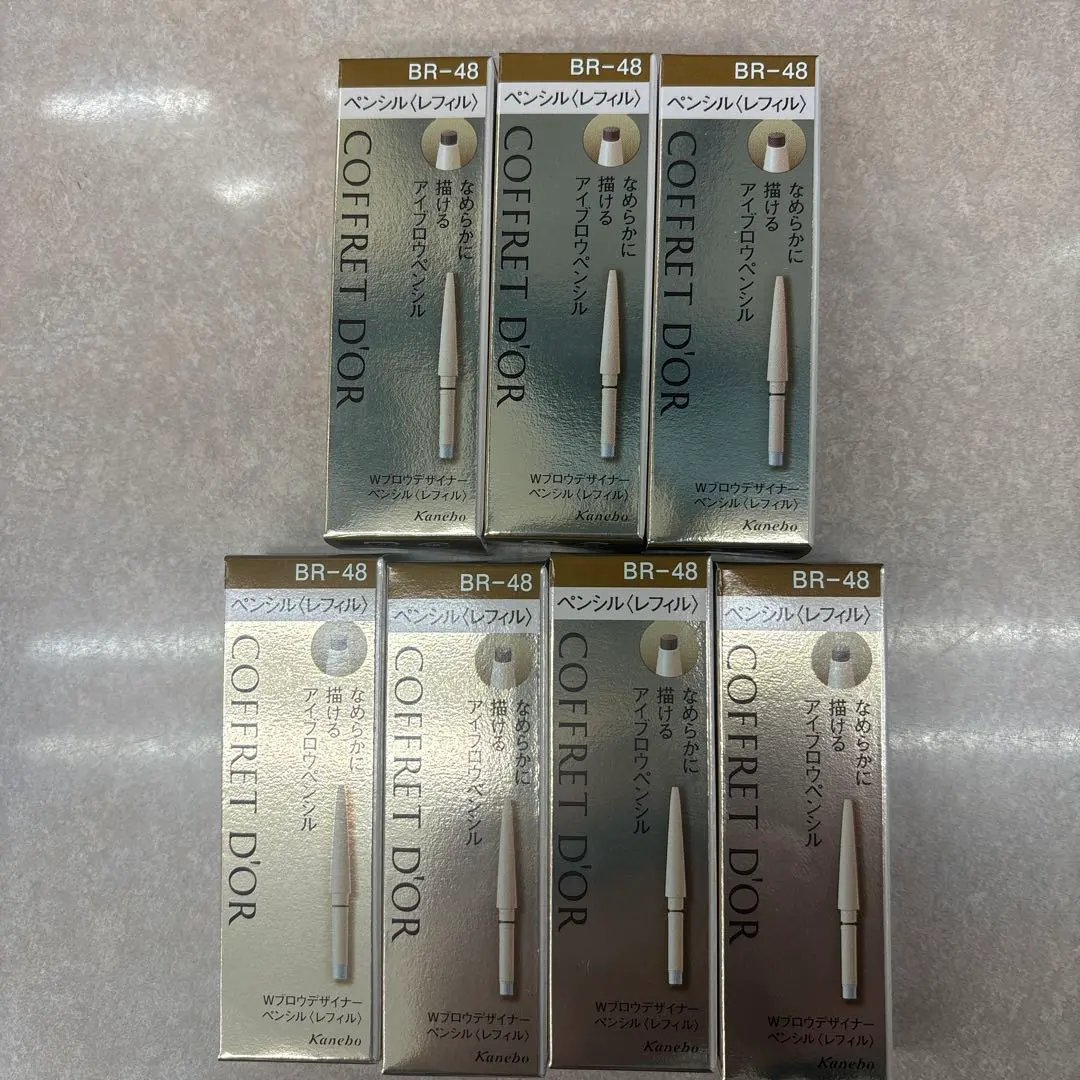 BR-48
ペンシル〈レフィル〉
COFFRET D'OR
なめらかに
描ける
アイブロウペンシル
Wブロウデザイナー
ペンシル〈レフィル〉
Kanebo
BR-48
ペンシル〈レフィル〉
COFFRET D'OR
なめらかに
描ける
アイブロウペンシル
Wブロウデザイナー
ペンシル〈レフィル〉
Kanebo
BR-48
ペンシル〈レフィル〉
COFFRET D'OR
なめらかに
描ける
アイブロウペンシル
Wブロウデザイナー
ペンシル〈レフィル〉
Kanebo
BR-48
ペンシル〈レフィル〉
COFFRET D'OR
なめらかに
描ける
アイブロウペンシル
Wブロウデザイナー
ペンシル〈レフィル〉
Kanebo
BR-48
ペンシル〈レフィル〉
COFFRET D'OR
なめらかに
描ける
アイブロウペンシル
Wブロウデザイナー
ペンシル〈レフィル〉
Kanebo
BR-48
ペンシル〈レフィル〉
COFFRET D'OR
なめらかに
描ける
アイブロウペンシル
Wブロウデザイナー
ペンシル〈レフィル〉
Kanebo
BR-48
ペンシル〈レフィル〉
COFFRET D'OR
なめらかに
描ける
アイブロウペンシル
Wブロウデザイナー
ペンシル〈レフィル〉
Kanebo